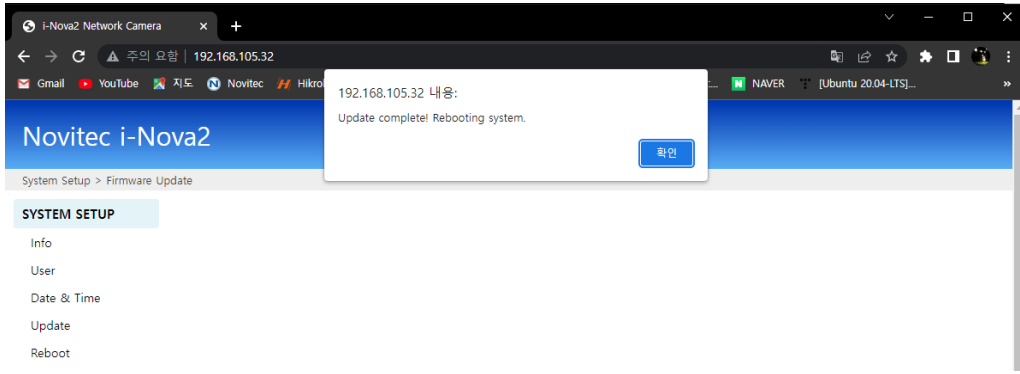 i-Nova2 Network Camera
주의 요함 | 192.168.105.32
Gmail YouTube 지도 Novitec Hikro NAVER [Ubuntu 20.04-LTS]...
192.168.105.32 내용:
Update complete! Rebooting system.
확인
Novitec i-Nova2
System Setup > Firmware Update
SYSTEM SETUP
Info
User
Date & Time
Update
Reboot